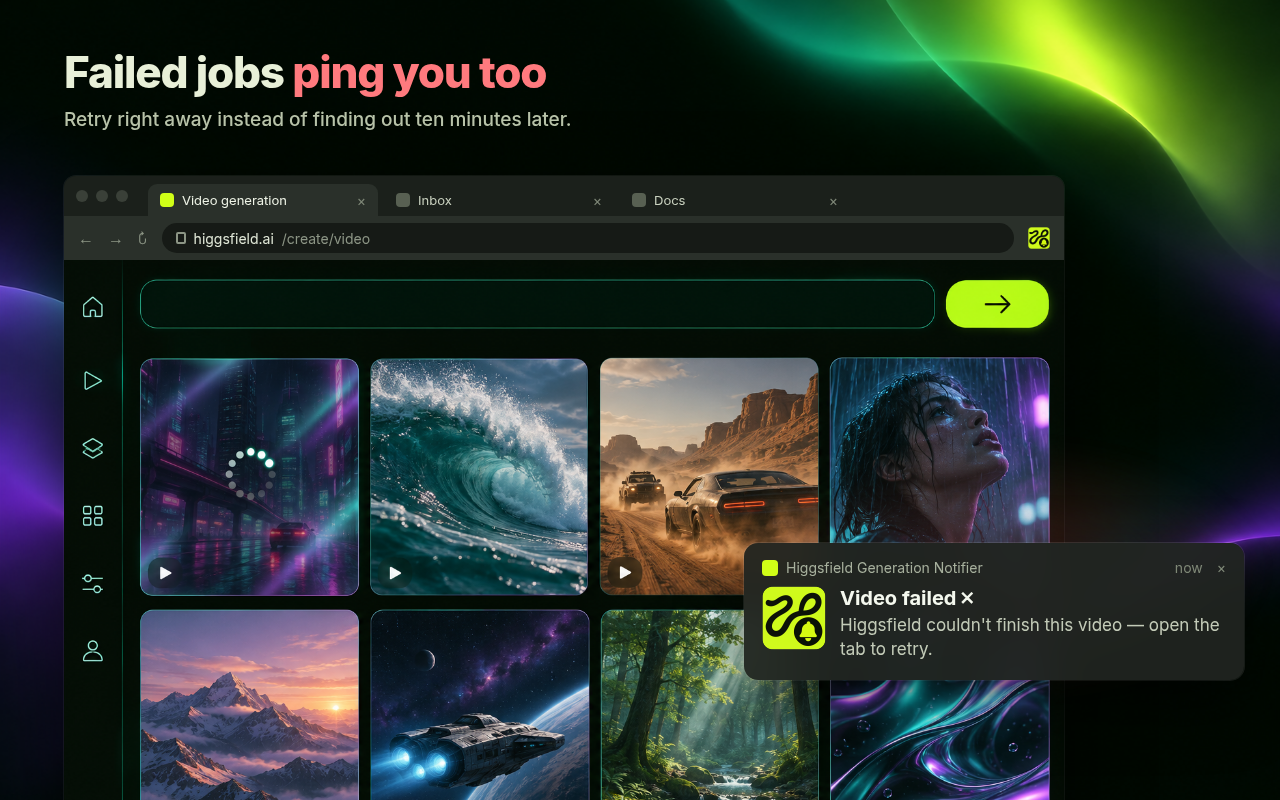 Failed jobs ping you too
Retry right away instead of finding out ten minutes later.
Video generation ×
Inbox ×
Docs ×
higgsfield.ai /create/video
Higgsfield Generation Notifier now ×
Video failed ✕
Higgsfield couldn't finish this video — open the
tab to retry.